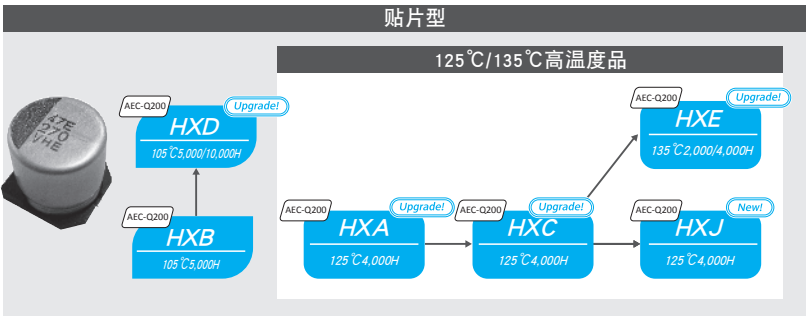 贴片型
125℃/135℃高温度品
47E
270
VHE
AEC-Q200
Upgrade!
HXD
105℃5,000/10,000H
AEC-Q200
HXB
105℃5,000H
AEC-Q200
Upgrade!
HXA
125℃4,000H
AEC-Q200
Upgrade!
HXC
125℃4,000H
AEC-Q200
Upgrade!
HXE
135℃2,000/4,000H
AEC-Q200
New!
HXJ
125℃4,000H